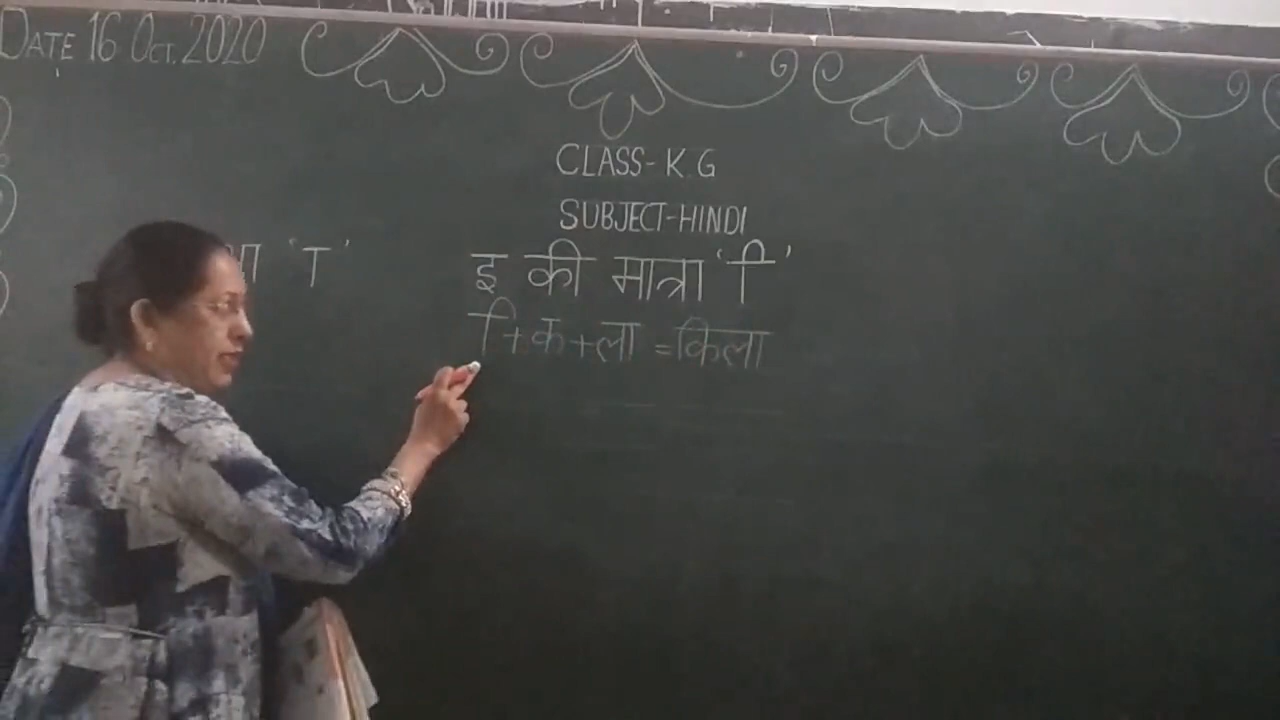 DATE 16 OCT. 2020
CLASS- K.G
SUBJECT-HINDI
'ा'
इ की मात्रा 'ि'
ि+क+ला =किला